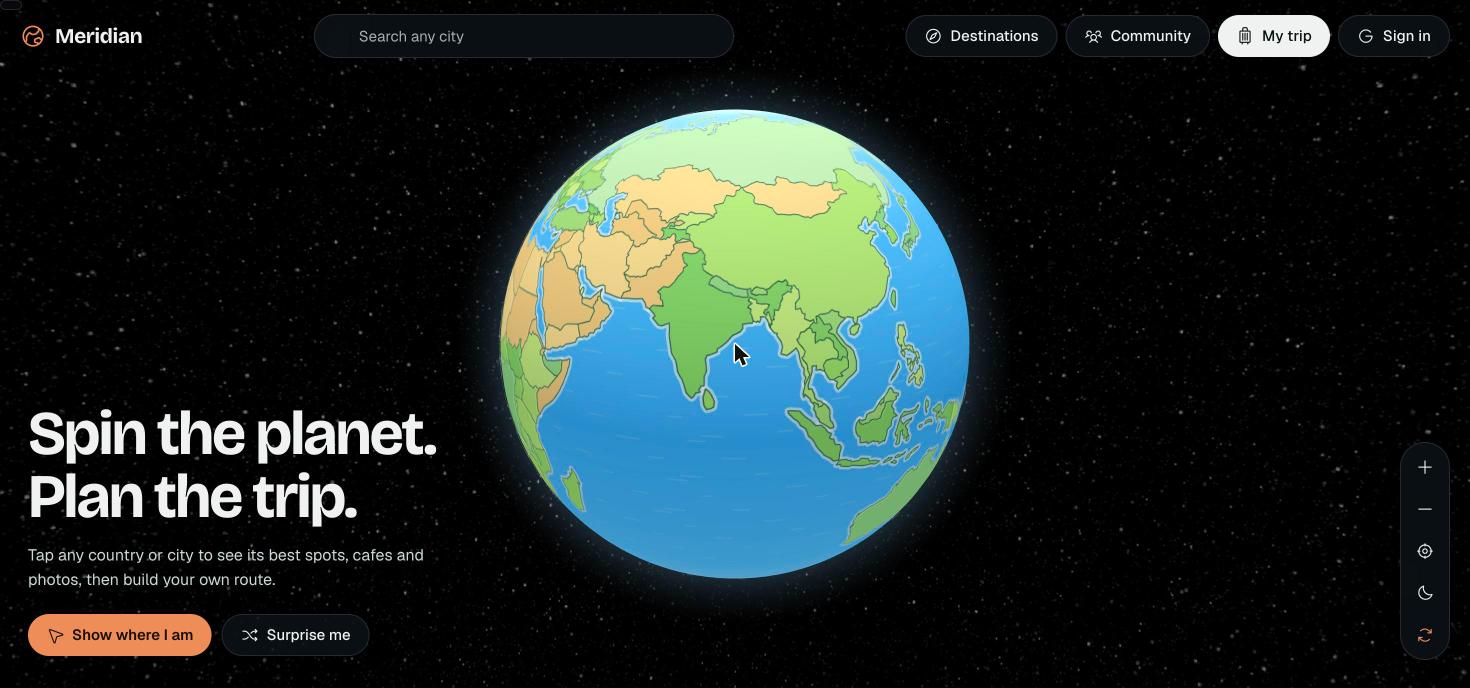 Meridian
Search any city
Destinations
Community
My trip
Sign in
Spin the planet.
Plan the trip.
Tap any country or city to see its best spots, cafes and
photos, then build your own route.
Show where I am
Surprise me